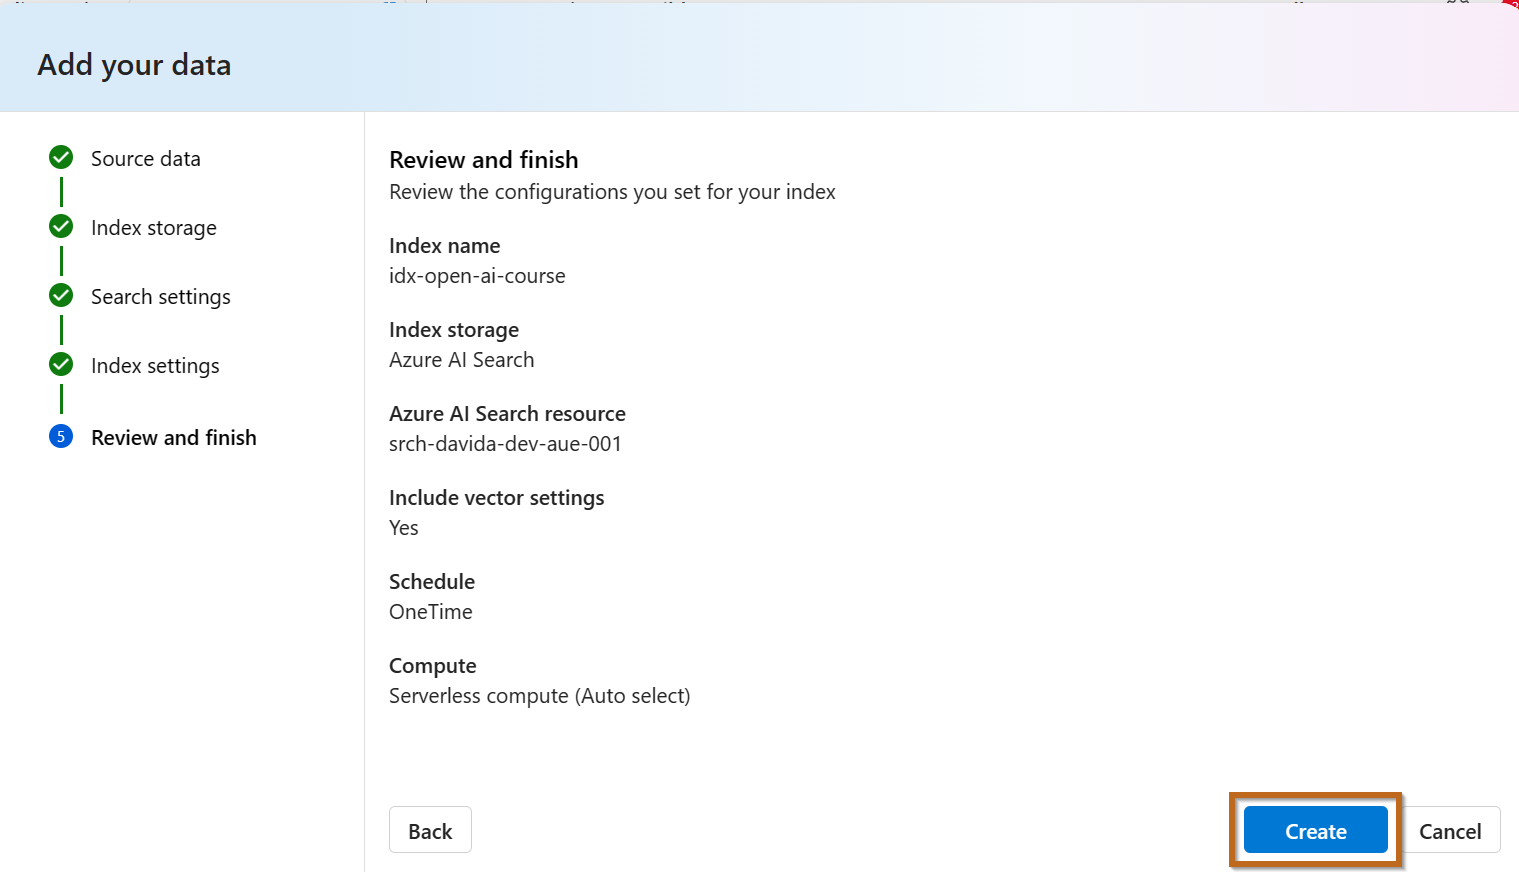 Add your data
Source data
Index storage
Search settings
Index settings
5 Review and finish
Review and finish
Review the configurations you set for your index
Index name
idx-open-ai-course
Index storage
Azure AI Search
Azure AI Search resource
srch-davida-dev-aue-001
Include vector settings
Yes
Schedule
OneTime
Compute
Serverless compute (Auto select)
Back
Create
Cancel